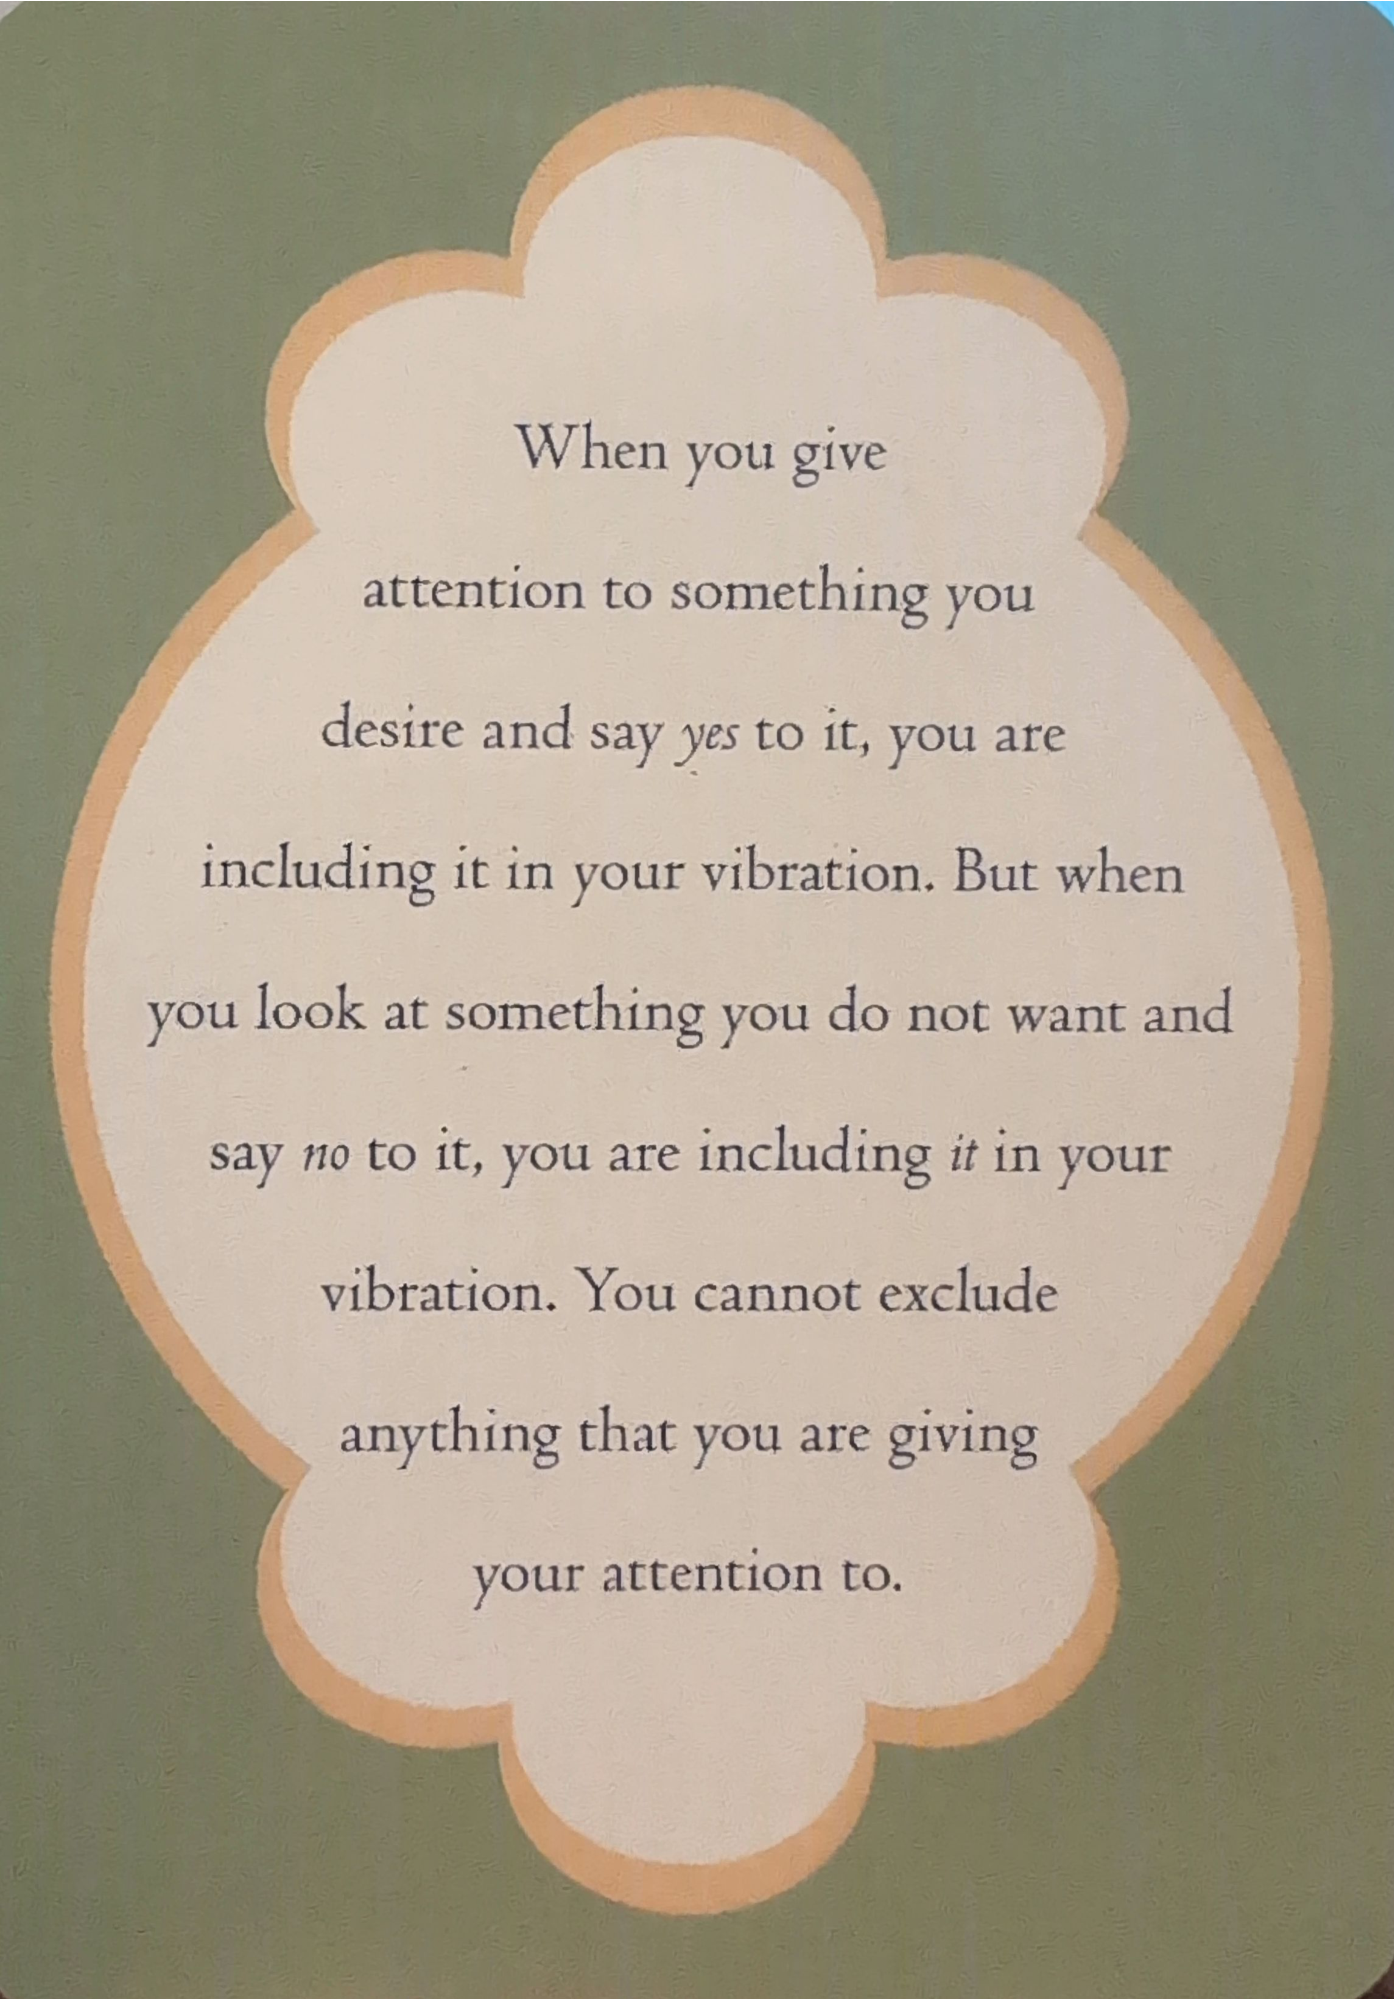 When you give
attention to something you
desire and say yes to it, you are
including it in your vibration. But when
you look at something you do not want and
say no to it, you are including it in your
vibration. You cannot exclude
anything that you are giving
your attention to.